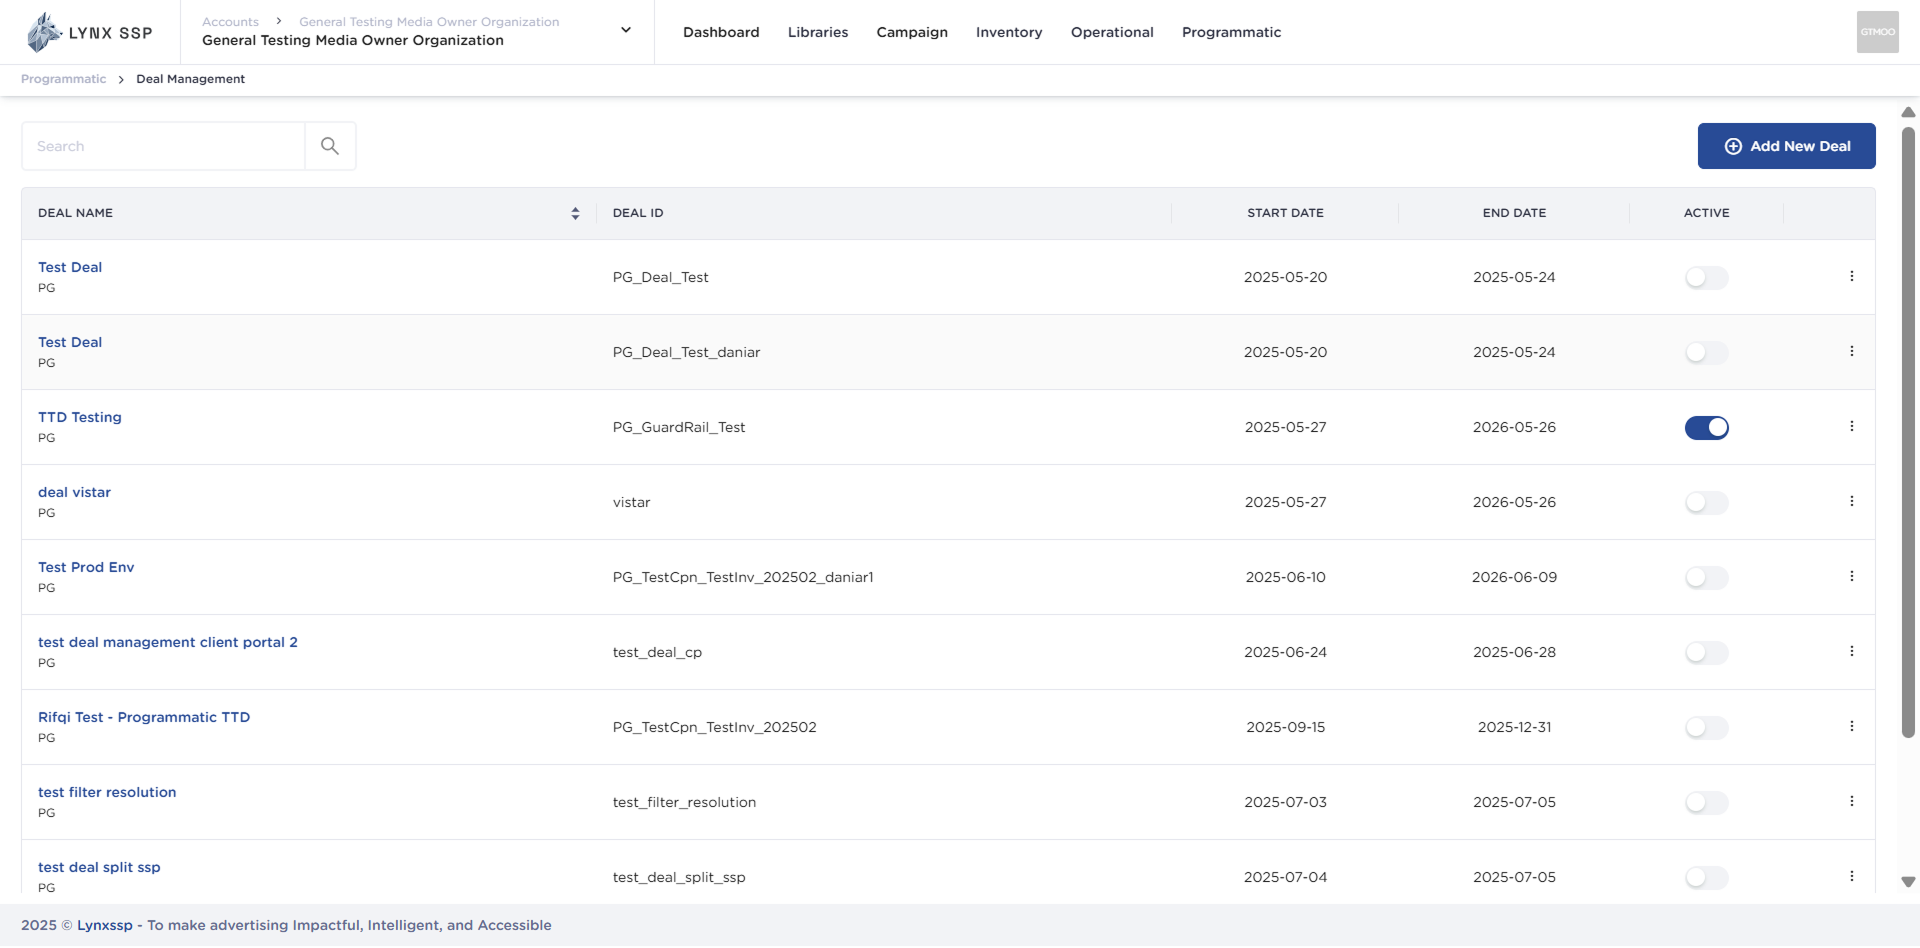 LYNX SSP
Accounts > General Testing Media Owner Organization
General Testing Media Owner Organization
Dashboard Libraries Campaign Inventory Operational Programmatic
GTMOO
Programmatic > Deal Management
Search
Add New Deal
DEAL NAME DEAL ID START DATE END DATE ACTIVE
Test Deal
PG
PG_Deal_Test 2025-05-20 2025-05-24
Test Deal
PG
PG_Deal_Test_daniar 2025-05-20 2025-05-24
TTD Testing
PG
PG_GuardRail_Test 2025-05-27 2026-05-26
deal vistar
PG
vistar 2025-05-27 2026-05-26
Test Prod Env
PG
PG_TestCpn_TestInv_202502_daniar1 2025-06-10 2026-06-09
test deal management client portal 2
PG
test_deal_cp 2025-06-24 2025-06-28
Rifqi Test - Programmatic TTD
PG
PG_TestCpn_TestInv_202502 2025-09-15 2025-12-31
test filter resolution
PG
test_filter_resolution 2025-07-03 2025-07-05
test deal split ssp
PG
test_deal_split_ssp 2025-07-04 2025-07-05
2025 © Lynxssp - To make advertising Impactful, Intelligent, and Accessible